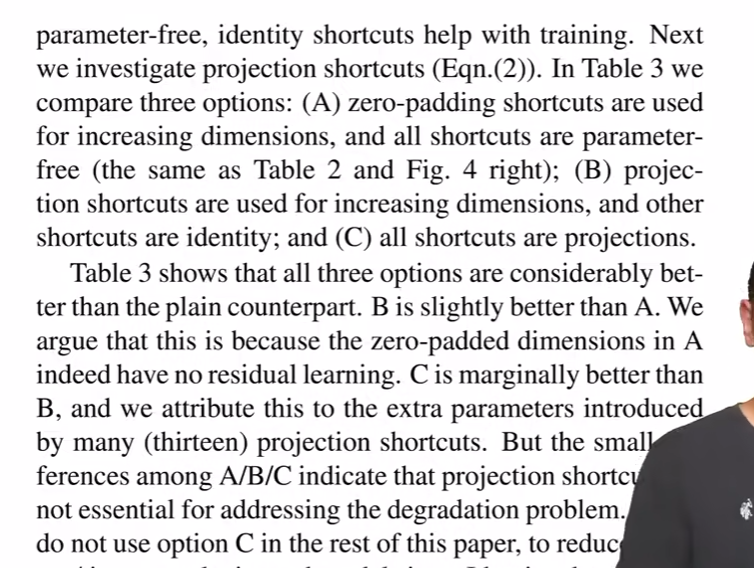 parameter-free, identity shortcuts help with training. Next
we investigate projection shortcuts (Eqn.(2)). In Table 3 we
compare three options: (A) zero-padding shortcuts are used
for increasing dimensions, and all shortcuts are parameter-
free (the same as Table 2 and Fig. 4 right); (B) projec-
tion shortcuts are used for increasing dimensions, and other
shortcuts are identity; and (C) all shortcuts are projections.
Table 3 shows that all three options are considerably bet-
ter than the plain counterpart. B is slightly better than A. We
argue that this is because the zero-padded dimensions in A
indeed have no residual learning. C is marginally better than
B, and we attribute this to the extra parameters introduced
by many (thirteen) projection shortcuts. But the small
ferences among A/B/C indicate that projection shortcu
not essential for addressing the degradation problem.
do not use option C in the rest of this paper, to reduc